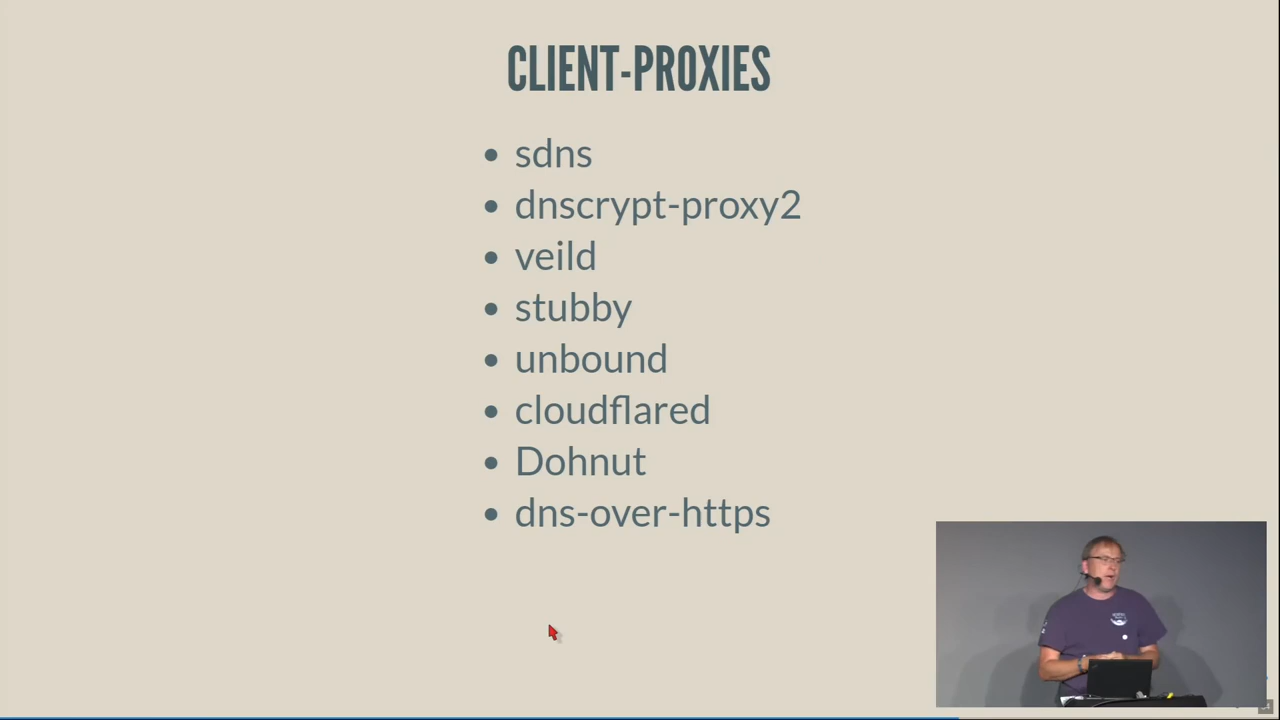 CLIENT-PROXIES
sdns
dnscrypt-proxy2
veild
stubby
unbound
cloudflared
Dohnut
dns-over-https